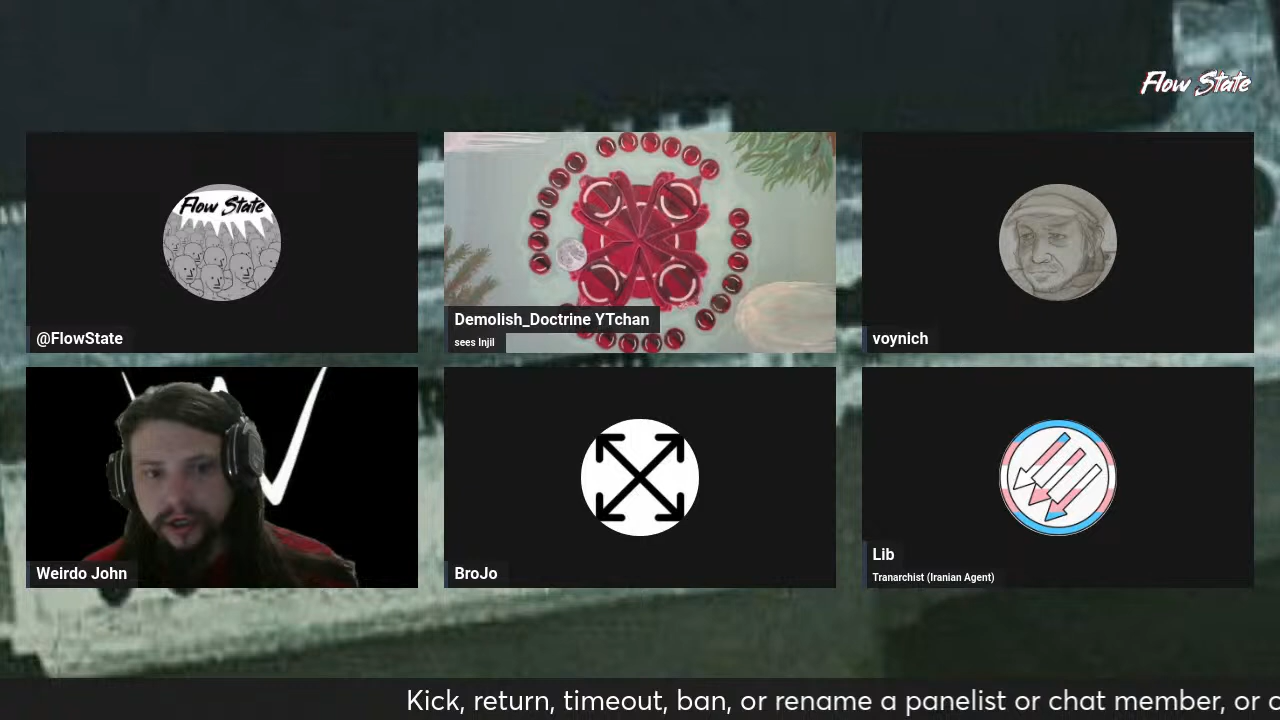 Flow State
Flow State
@FlowState
Demolish_Doctrine YTchan
sees Injil
voynich
Weirdo John
BroJo
Lib
Tranarchist (Iranian Agent)
Kick, return, timeout, ban, or rename a panelist or chat member, or